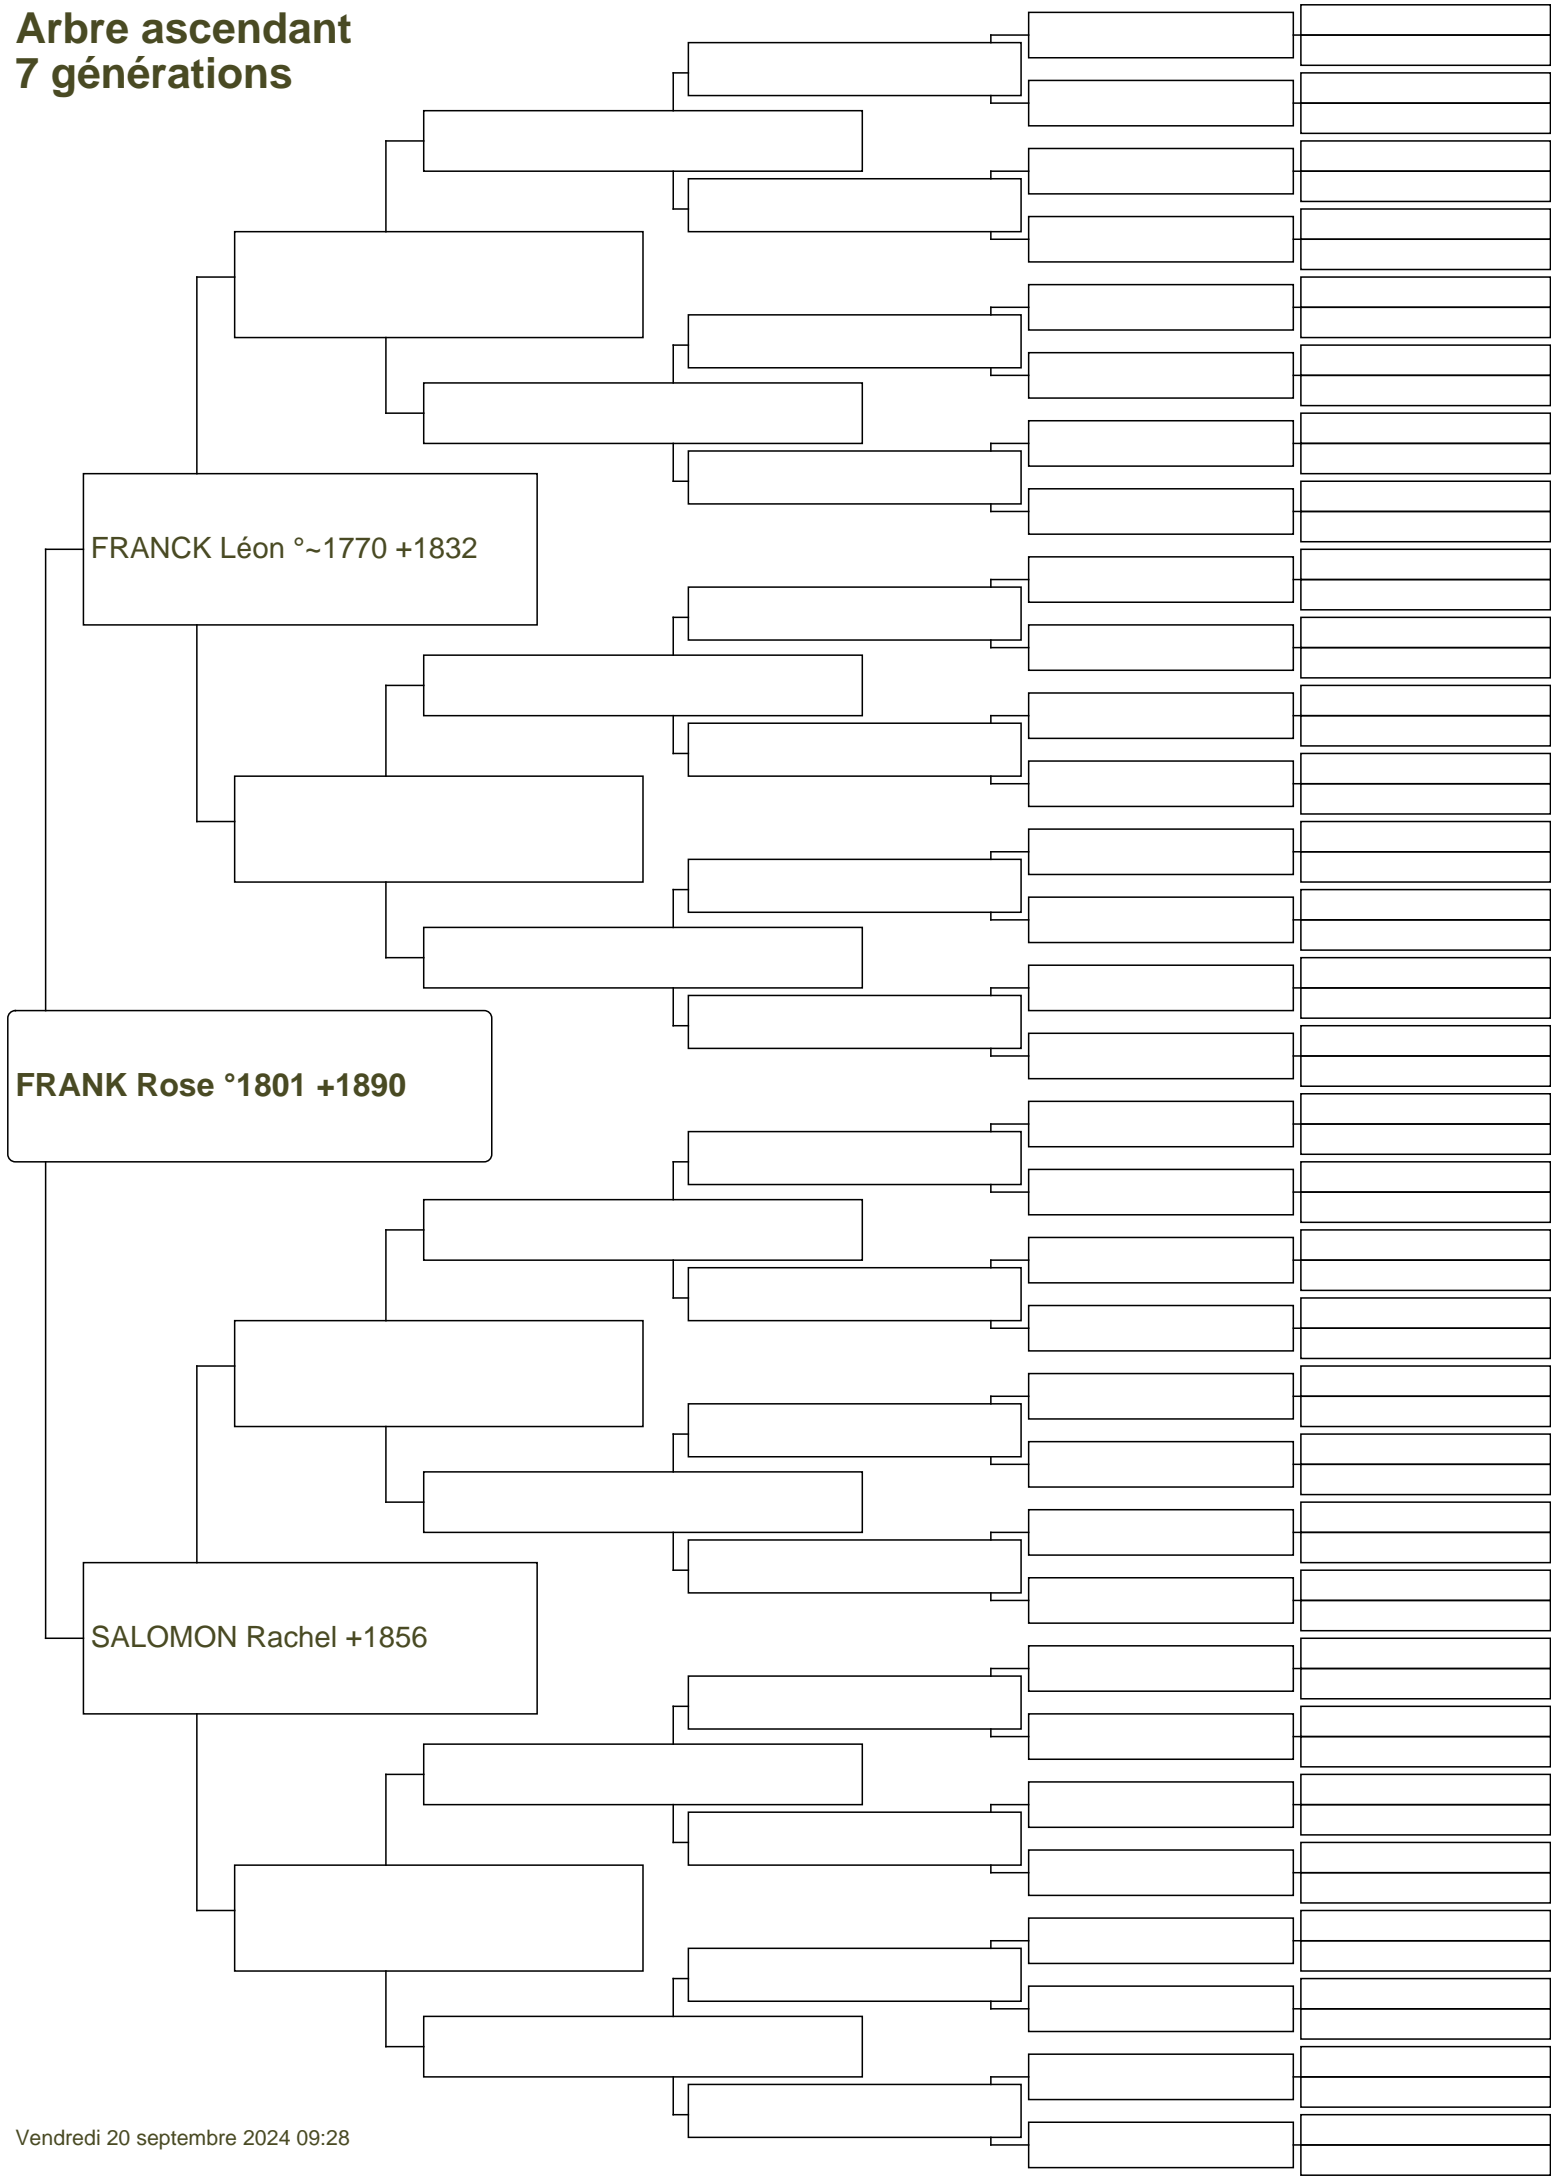 Arbre ascendant
7 générations
FRANCK Léon °~1770 +1832
FRANK Rose °1801 +1890
SALOMON Rachel +1856
Vendredi 20 septembre 2024 09:28